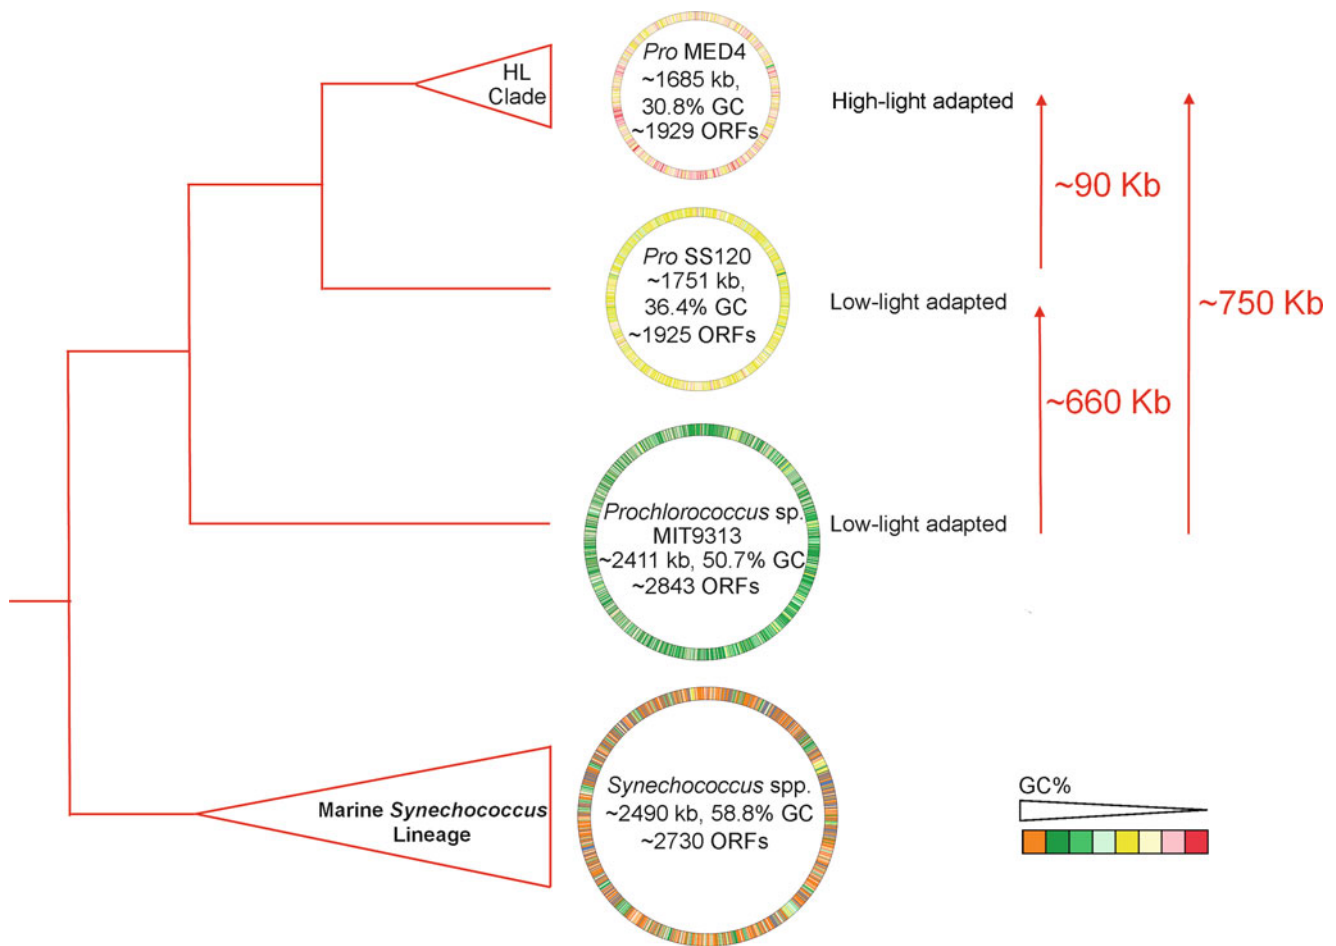 HL
Clade
Pro MED4
~1685 kb,
30.8% GC
~1929 ORFs
High-light adapted
~90 Kb
Pro SS120
~1751 kb,
36.4% GC
~1925 ORFs
Low-light adapted
~750 Kb
~660 Kb
Prochlorococcus sp.
MIT9313
~2411 kb, 50.7% GC
~2843 ORFs
Low-light adapted
Marine Synechococcus
Lineage
Synechococcus spp.
~2490 kb, 58.8% GC
~2730 ORFs
GC%